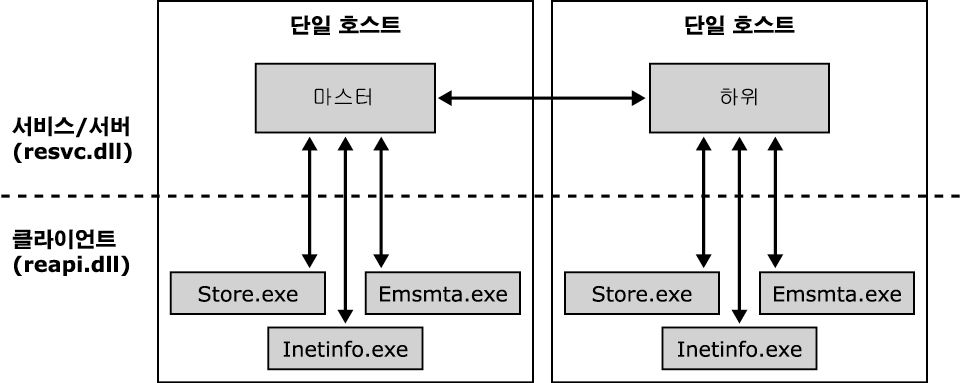 단일 호스트
단일 호스트
마스터
하위
서비스/서버
(resvc.dll)
클라이언트
(reapi.dll)
Store.exe
Emsmta.exe
Inetinfo.exe
Store.exe
Emsmta.exe
Inetinfo.exe